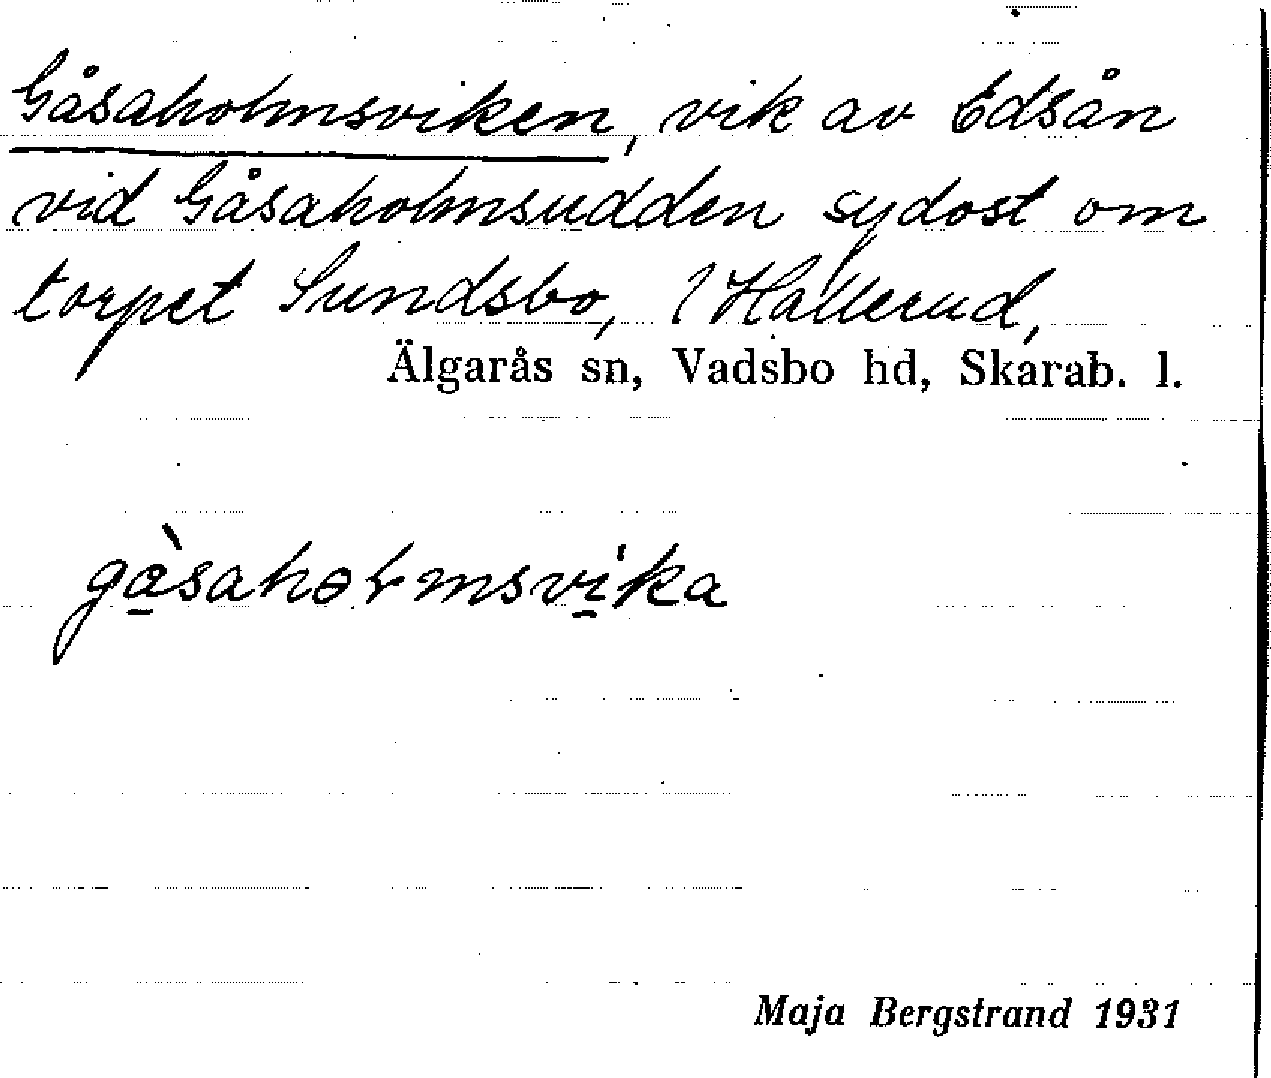 Gåsaholmsviken, vik av Edsån
vid Gåsaholmsudden sydost om
torpet Sundsbo, 1 Hallerud,
Älgarås sn, Vadsbo hd, Skarab. l.
Maja Bergstrand 1931